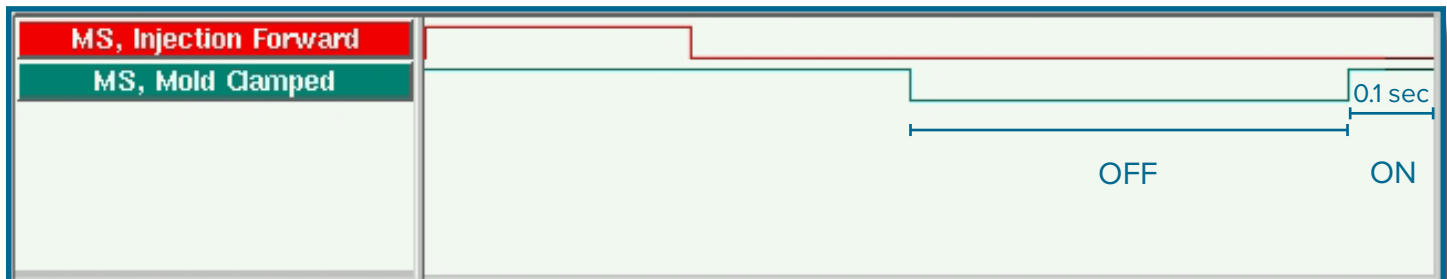 MS, Injection Forward
MS, Mold Clamped
0.1 sec
OFF
ON